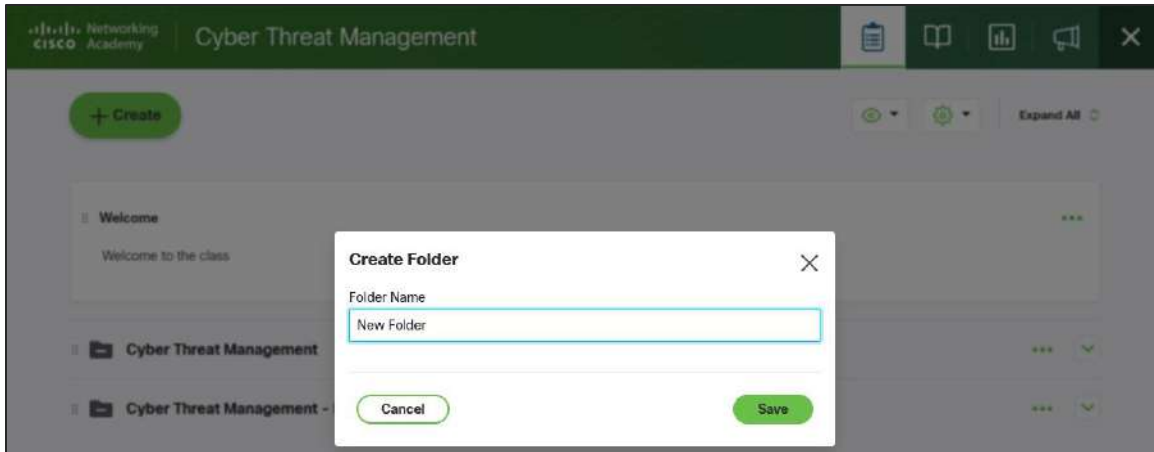 Networking
CISCO Academy
Cyber Threat Management
+ Create
Expand All
Welcome
Welcome to the class
Create Folder
Folder Name
New Folder
Cyber Threat Management
Cyber Threat Management -
Cancel
Save